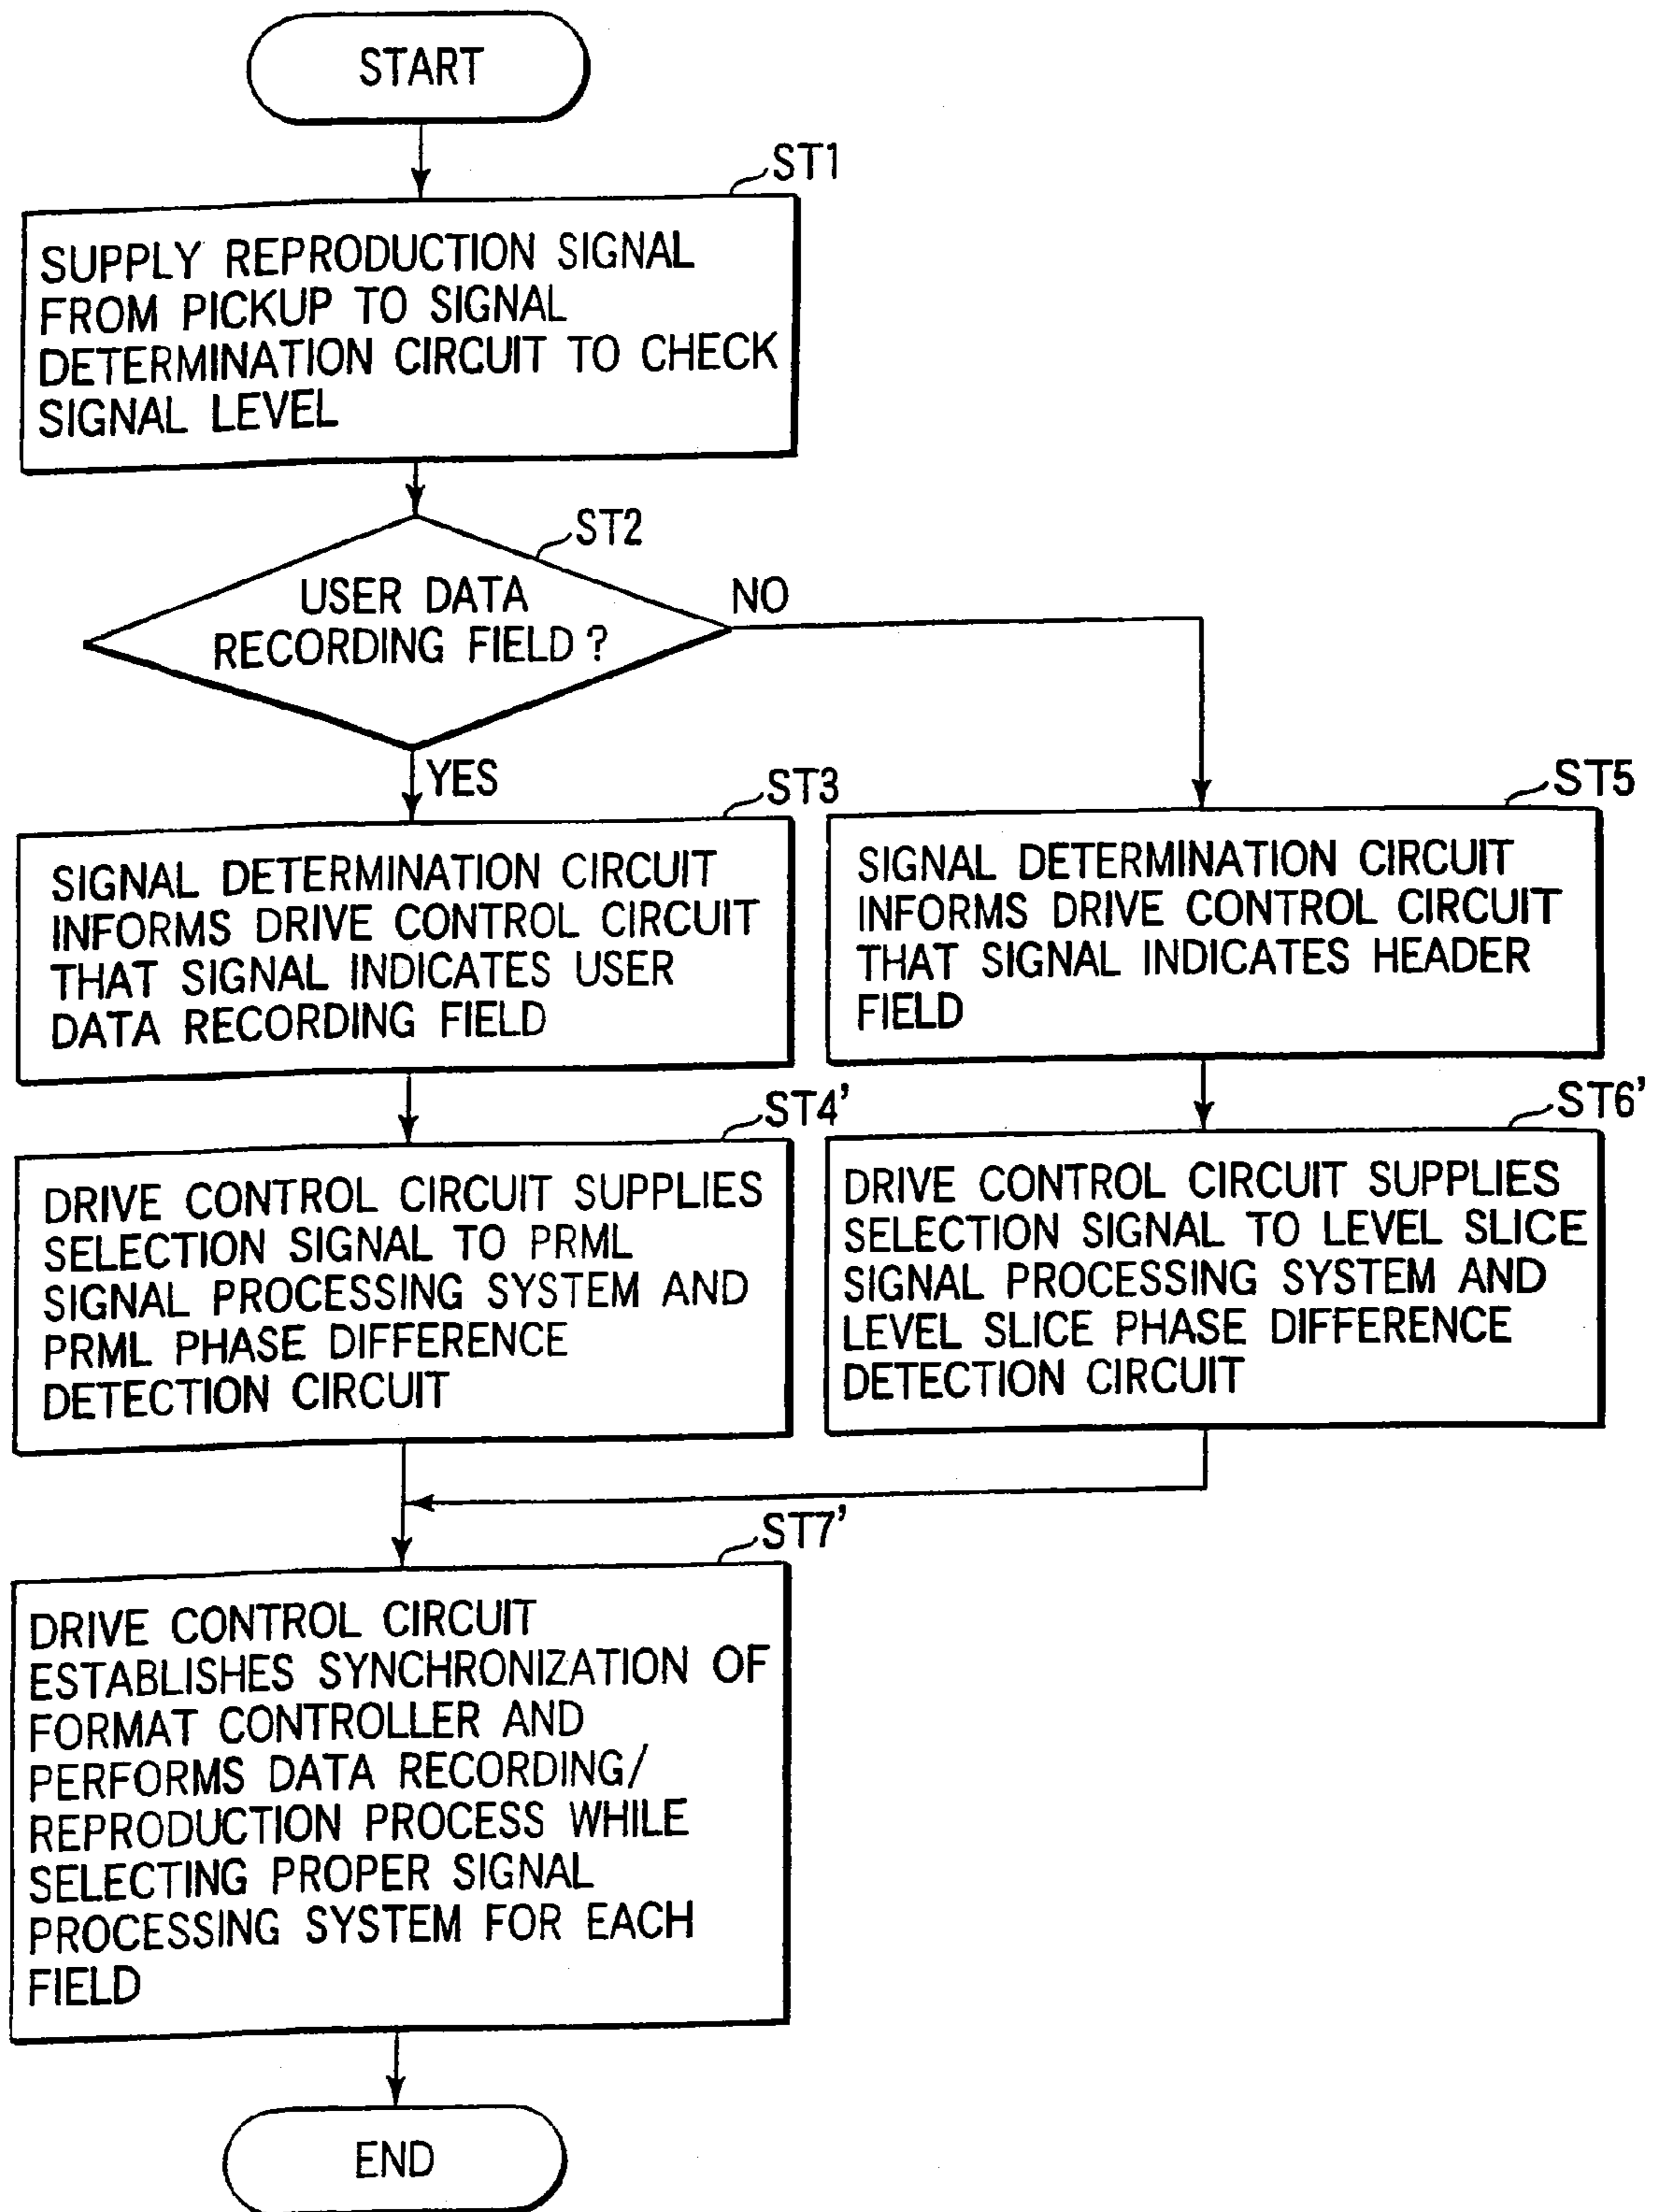 START
ST1
SUPPLY REPRODUCTION SIGNAL
FROM PICKUP TO SIGNAL
DETERMINATION CIRCUIT TO CHECK
SIGNAL LEVEL
ST2
USER DATA
RECORDING FIELD?
NO
YES
ST3
SIGNAL DETERMINATION CIRCUIT
INFORMS DRIVE CONTROL CIRCUIT
THAT SIGNAL INDICATES USER
DATA RECORDING FIELD
ST5
SIGNAL DETERMINATION CIRCUIT
INFORMS DRIVE CONTROL CIRCUIT
THAT SIGNAL INDICATES HEADER
FIELD
ST4'
DRIVE CONTROL CIRCUIT SUPPLIES
SELECTION SIGNAL TO PRML
SIGNAL PROCESSING SYSTEM AND
PRML PHASE DIFFERENCE
DETECTION CIRCUIT
ST6'
DRIVE CONTROL CIRCUIT SUPPLIES
SELECTION SIGNAL TO LEVEL SLICE
SIGNAL PROCESSING SYSTEM AND
LEVEL SLICE PHASE DIFFERENCE
DETECTION CIRCUIT
ST7'
DRIVE CONTROL CIRCUIT
ESTABLISHES SYNCHRONIZATION OF
FORMAT CONTROLLER AND
PERFORMS DATA RECORDING/
REPRODUCTION PROCESS WHILE
SELECTING PROPER SIGNAL
PROCESSING SYSTEM FOR EACH
FIELD
END